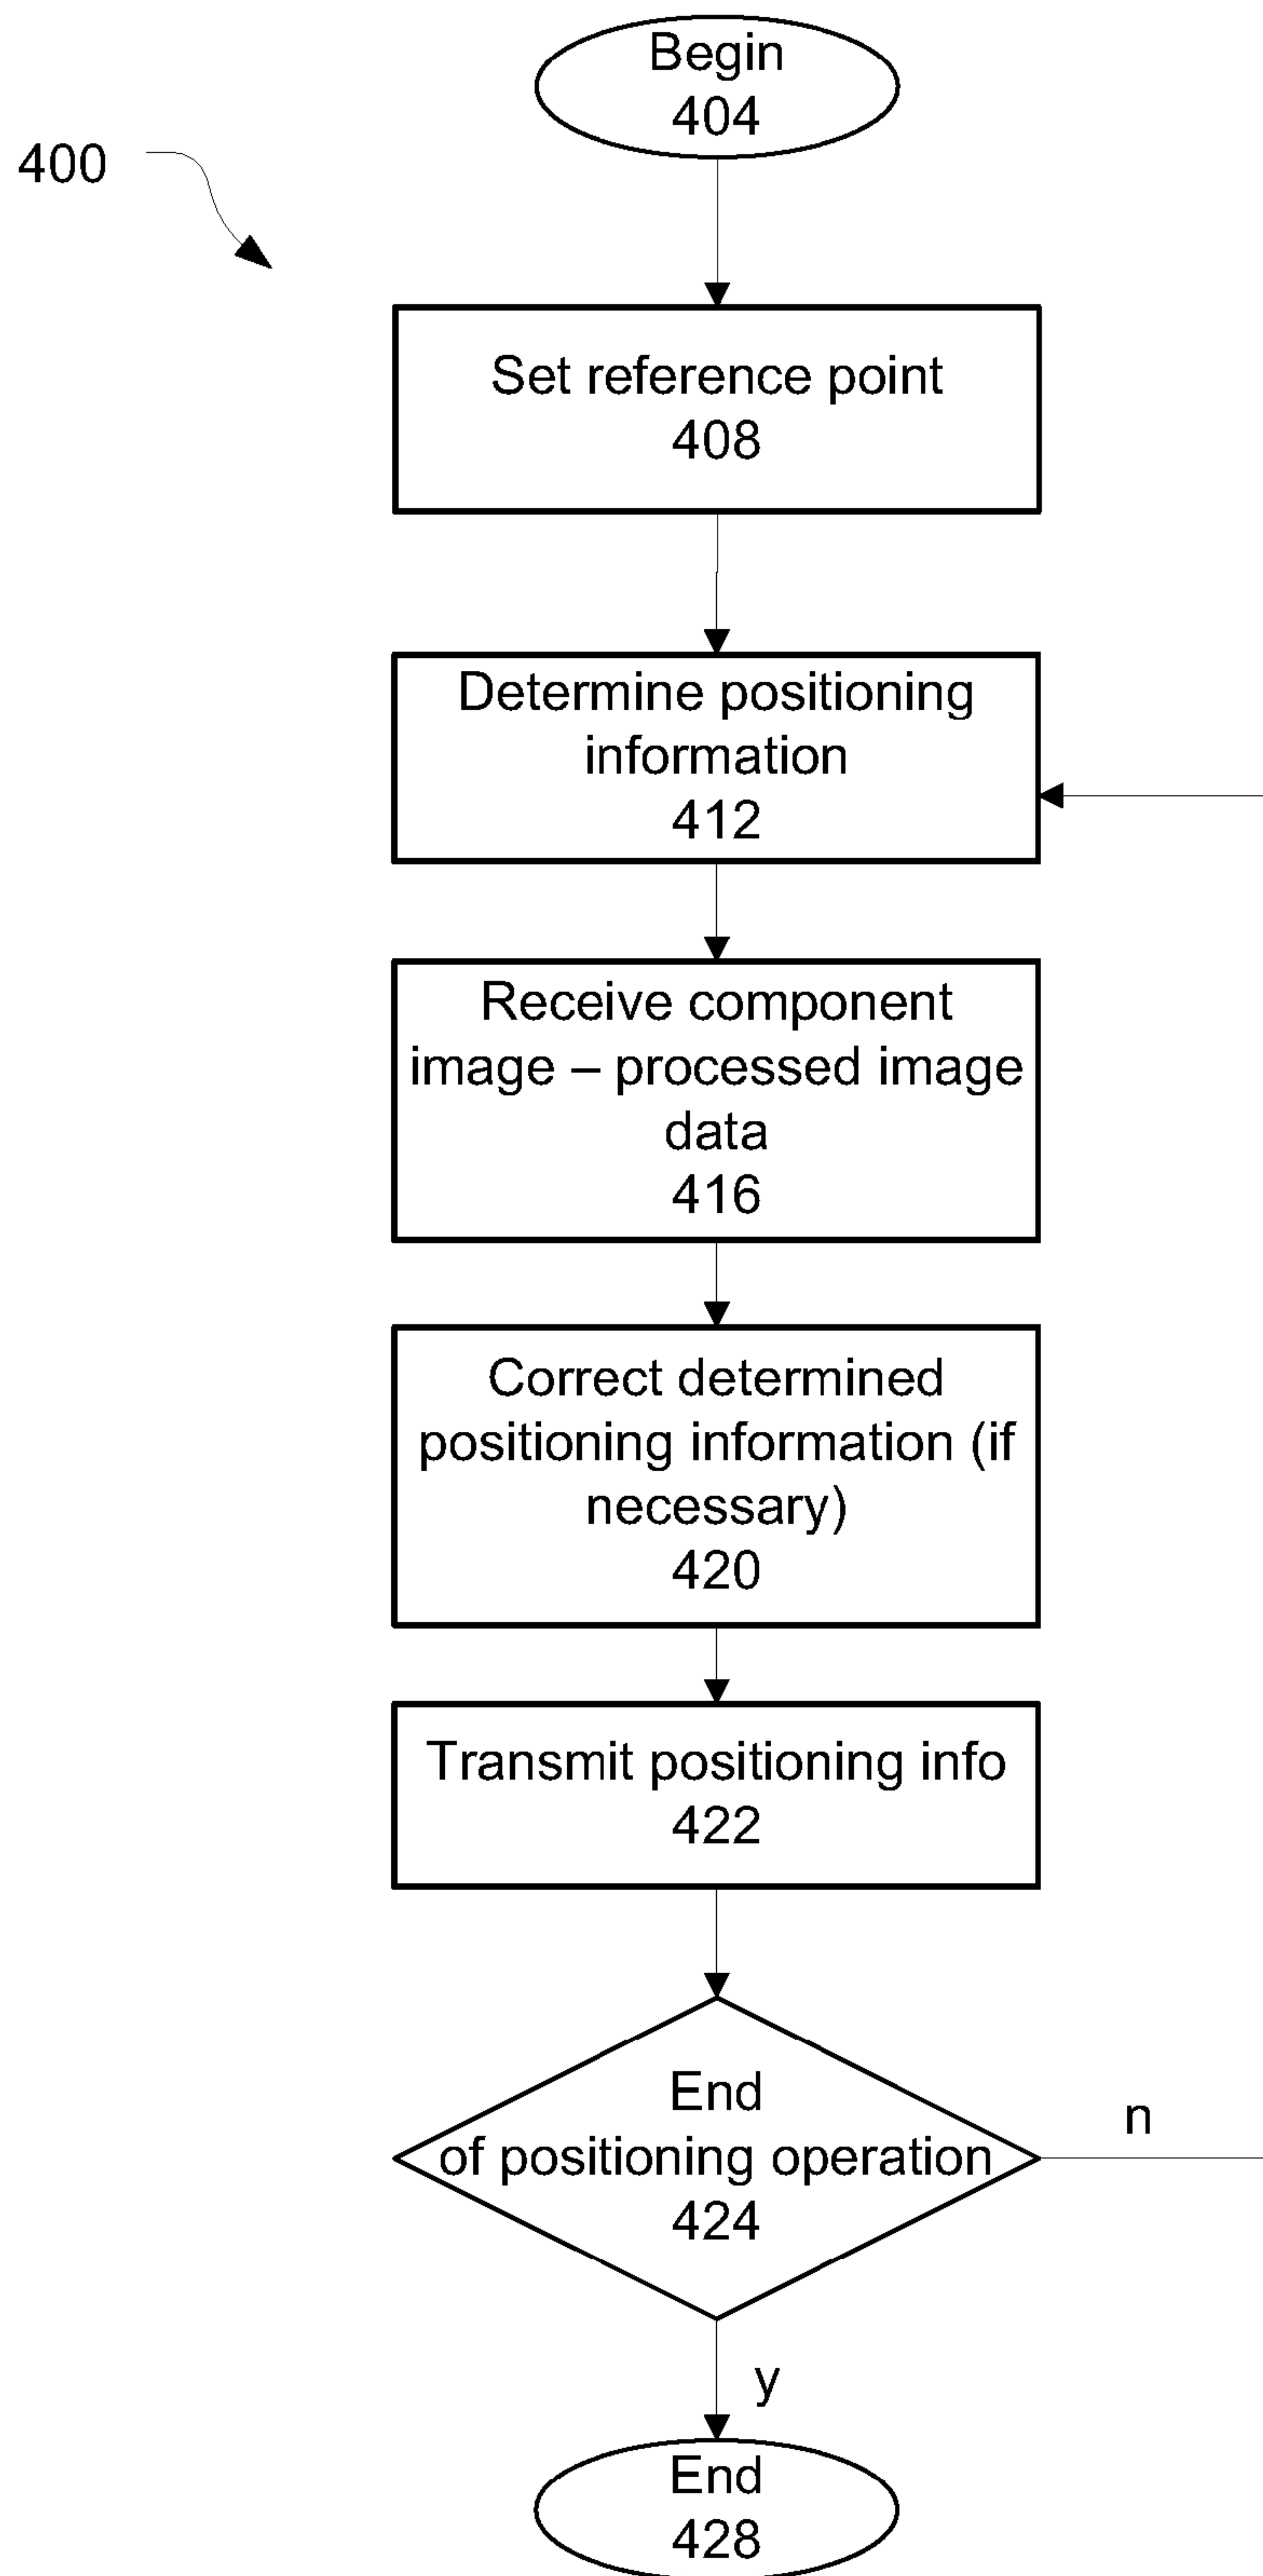 Begin
404
400
Set reference point
408
Determine positioning
information
412
Receive component
image – processed image
data
416
Correct determined
positioning information (if
necessary)
420
Transmit positioning info
422
End
of positioning operation
424
n
y
End
428